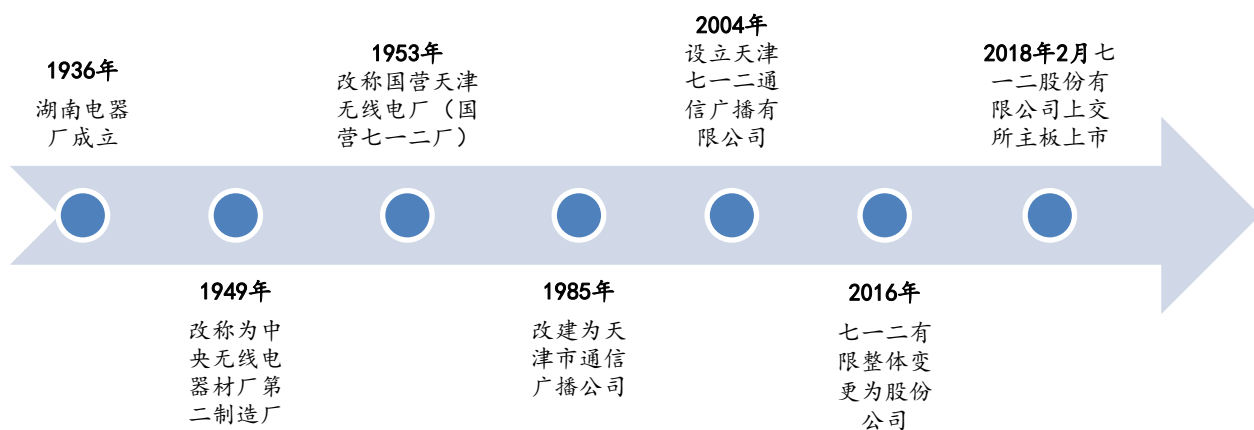 1936年
湖南电器
厂成立
1953年
改称国营天津
无线电厂（国
营七一二厂）
2004年
设立天津
七一二通
信广播有
限公司
2018年2月七
一二股份有
限公司上交
所主板上市
1949年
改称为中
央无线电
器材厂第
二制造厂
1985年
改建为天
津市通信
广播公司
2016年
七一二有
限整体变
更为股份
公司